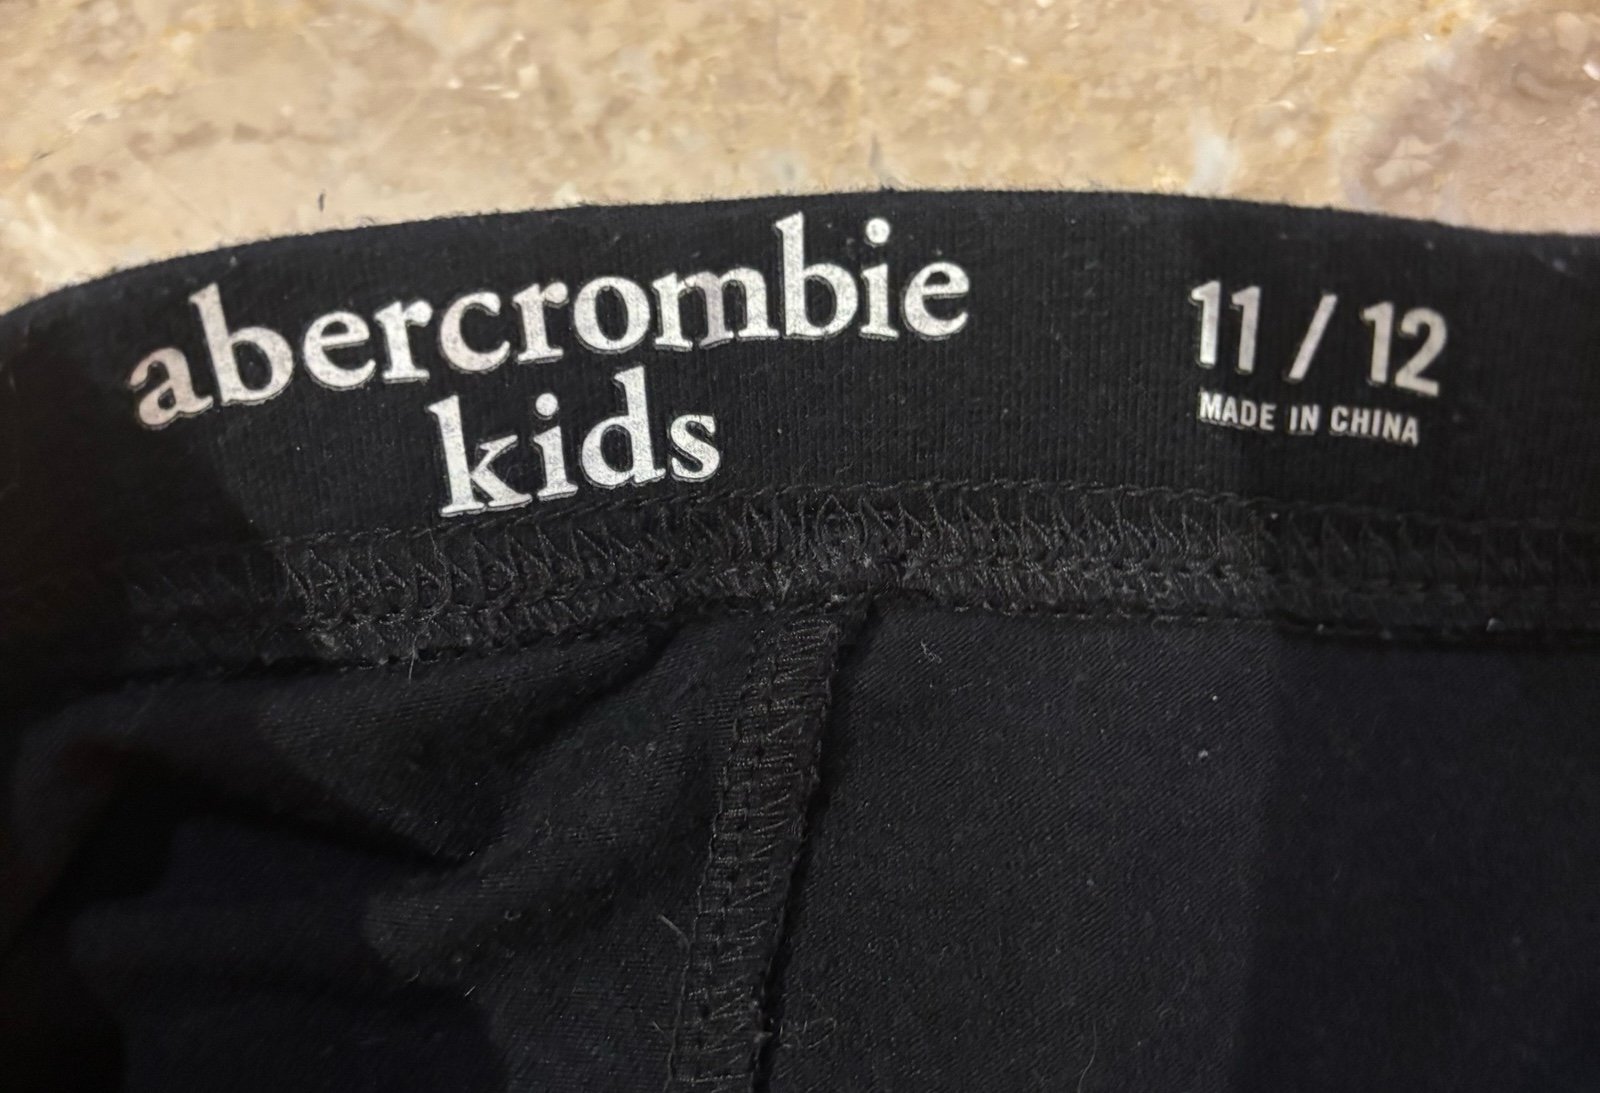 abercrombie
kids
11 / 12
MADE IN CHINA